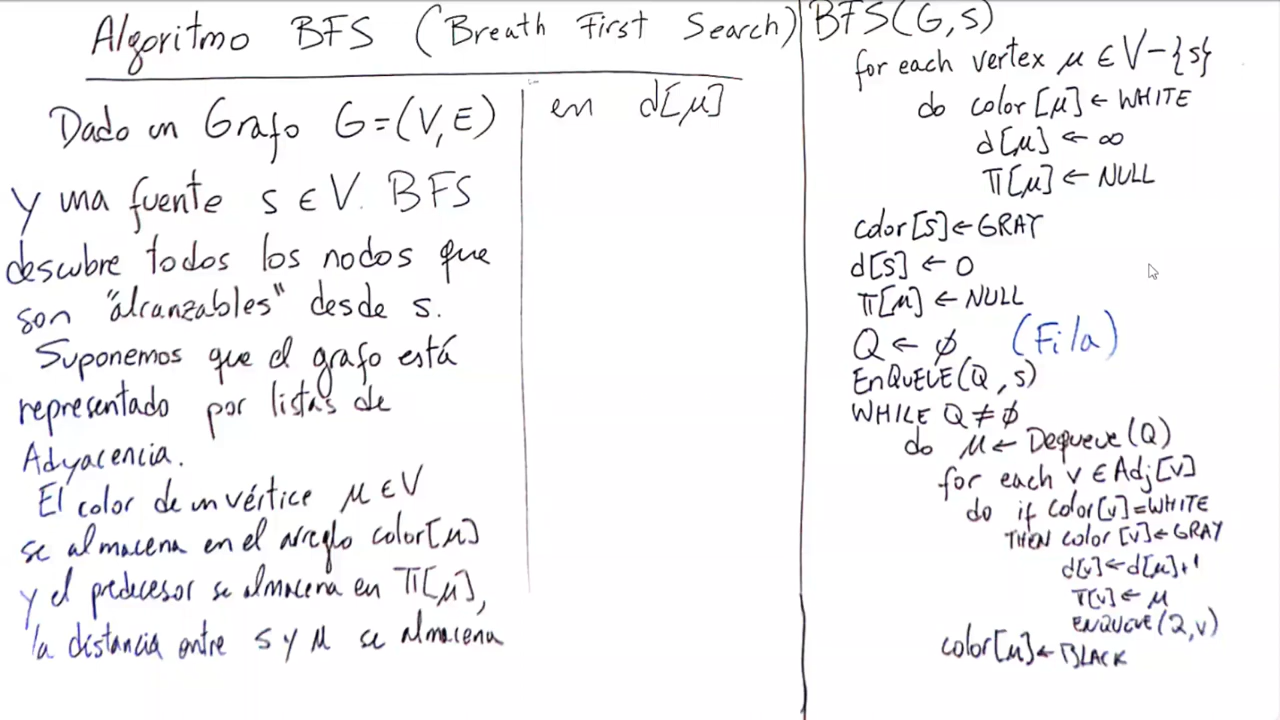 Algoritmo BFS (Breath First Search)
Dado un Grafo G=(V,E)
y una fuente s ∈ V. BFS
descubre todos los nodos que
son "alcanzables" desde s.
Suponemos que el grafo está
representado por listas de
Adyacencia.
El color de un vértice μ ∈ V
se almacena en el arreglo color[μ]
y el predecesor se almacena en π[μ],
la distancia entre s y μ se almacena
en d[μ]
BFS(G,s)
for each vertex μ ∈ V-{s}
do color[μ] ← WHITE
d[μ] ← ∞
π[μ] ← NULL
color[s] ← GRAY
d[s] ← 0
π[μ] ← NULL
Q ← ∅ (Fila)
EnQUEUE(Q,s)
WHILE Q ≠ ∅
do μ ← Dequeue(Q)
for each v ∈ Adj[v]
do if color[v]=WHITE
THEN color[v] ← GRAY
d[v] ← d[μ]+1
π[v] ← μ
ENQUEUE(Q,v)
color[μ] ← BLACK